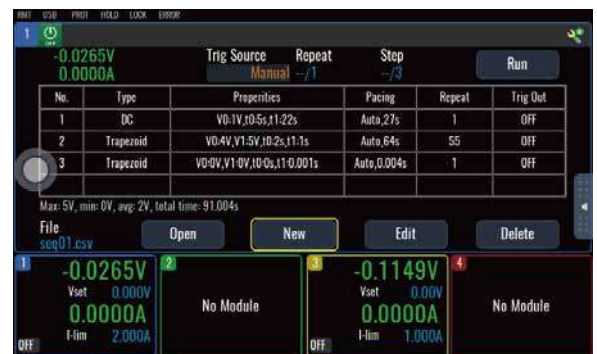 RMT USB PROT HOLD LOCK ERROR
1 OFF
-0.0265V Trig Source Repeat Step
0.0000A Manual --/1 --/3 Run
No. Type Properities Pacing Repeat Trig Out
1 DC V0:1V,t0:5s,t1:22s Auto,27s 1 OFF
2 Trapezoid V0:4V,V1:5V,t0:2s,t1:1s Auto,64s 55 OFF
3 Trapezoid V0:0V,V1:0V,t0:0s,t1:0.001s Auto,0.004s 1 OFF
Max: 5V, min: 0V, avg: 2V, total time: 91.004s
File
seq01.csv Open New Edit Delete
1 -0.0265V 2 3 -0.1149V 4
Vset 0.000V Vset 0.00V
0.0000A No Module 0.0000A No Module
OFF I-lim 2.000A OFF I-lim 1.000A